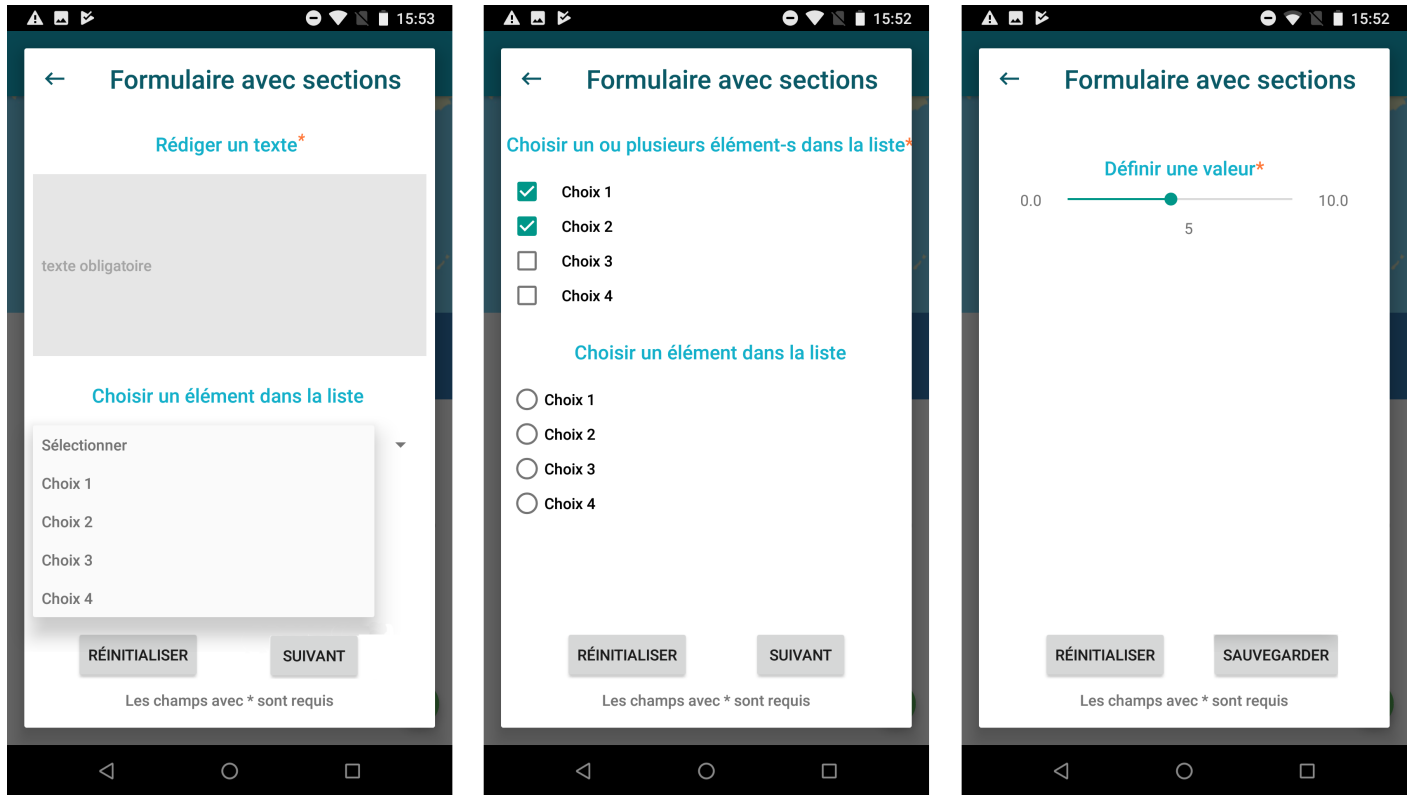 15:53
Formulaire avec sections
Rédiger un texte*
texte obligatoire
Choisir un élément dans la liste
Sélectionner
Choix 1
Choix 2
Choix 3
Choix 4
RÉINITIALISER SUIVANT
Les champs avec * sont requis
15:52
Formulaire avec sections
Choisir un ou plusieurs élément-s dans la liste*
Choix 1
Choix 2
Choix 3
Choix 4
Choisir un élément dans la liste
Choix 1
Choix 2
Choix 3
Choix 4
RÉINITIALISER SUIVANT
Les champs avec * sont requis
15:52
Formulaire avec sections
Définir une valeur*
0.0 10.0
5
RÉINITIALISER SAUVEGARDER
Les champs avec * sont requis